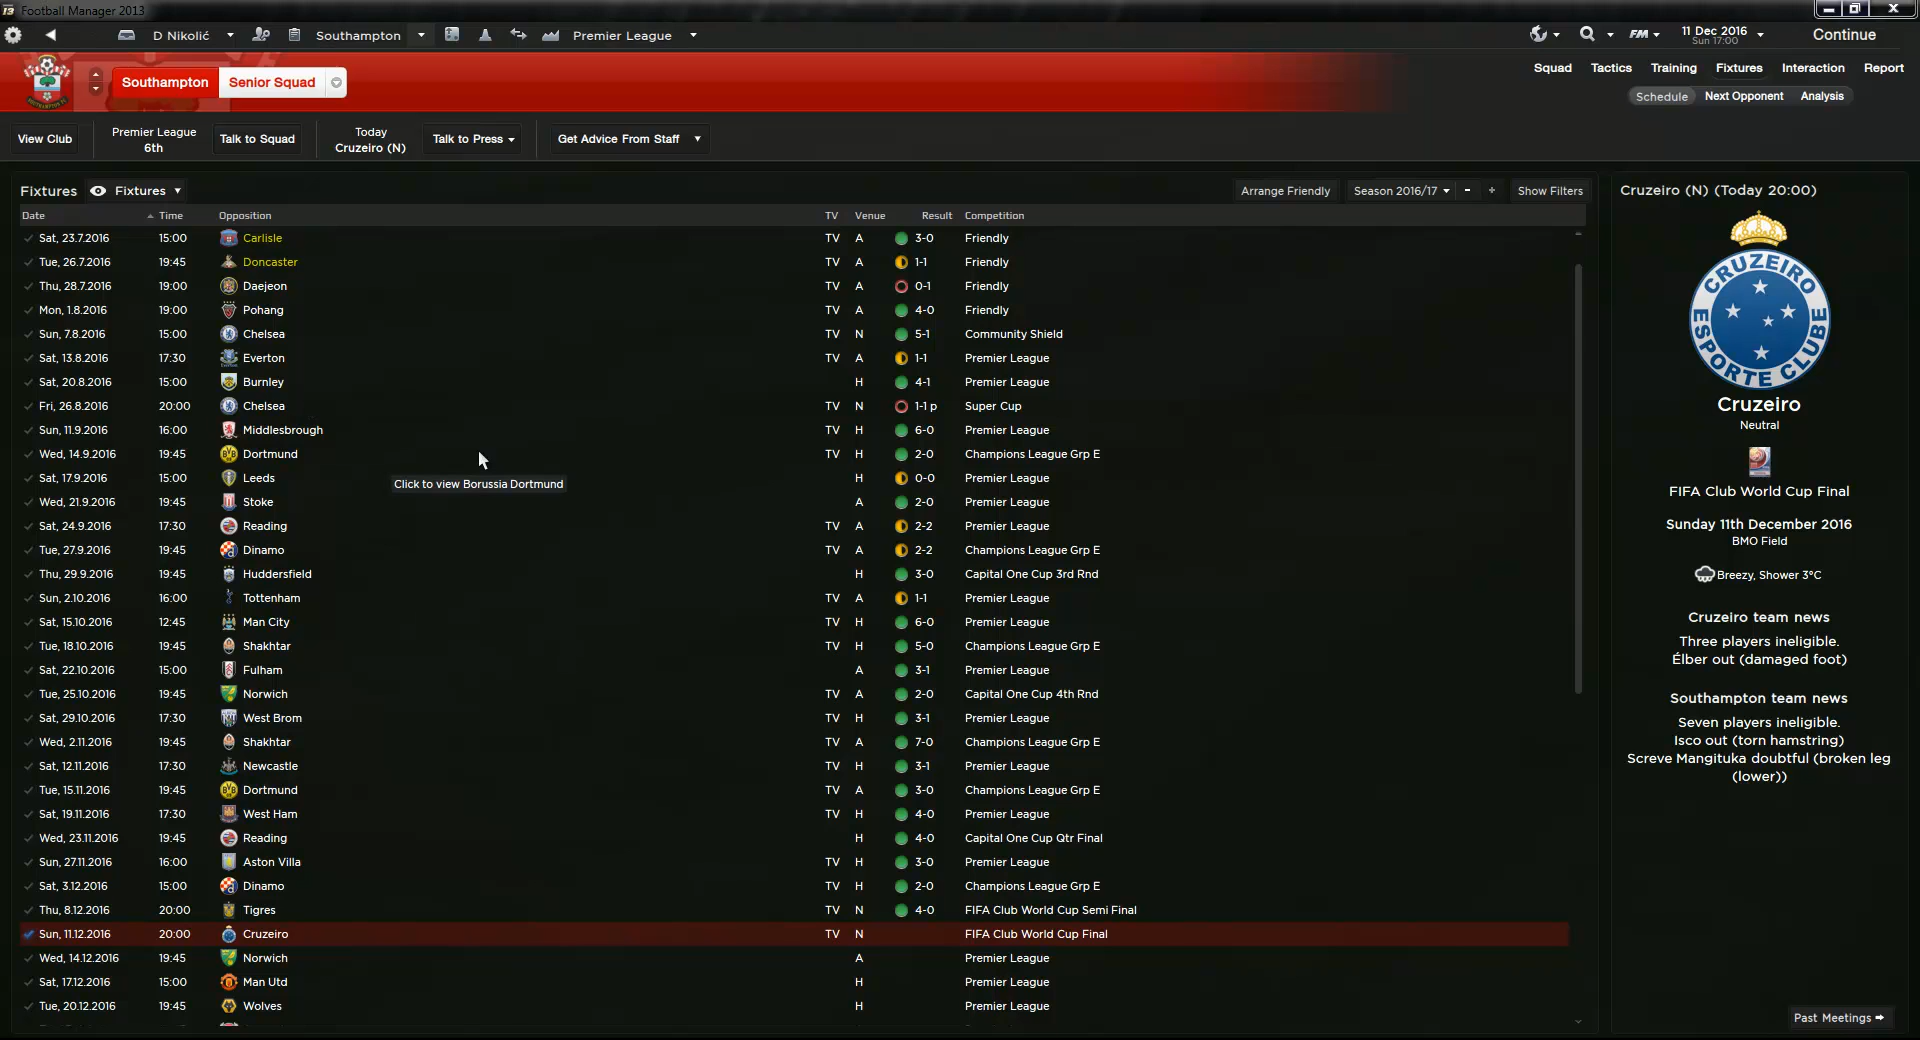 Football Manager 2013
D Nikolić Southampton Premier League FM 11 Dec 2016 Continue
Sun 17:00
Southampton Senior Squad Squad Tactics Training Fixtures Interaction Report
Schedule Next Opponent Analysis
View Club Premier League Talk to Squad Today Talk to Press Get Advice From Staff
6th Cruzeiro (N)
Fixtures Fixtures Arrange Friendly Season 2016/17 - + Show Filters
Date Time Opposition TV Venue Result Competition
Sat, 23.7.2016 15:00 Carlisle TV A 3-0 Friendly
Tue, 26.7.2016 19:45 Doncaster TV A 1-1 Friendly
Thu, 28.7.2016 19:00 Daejeon TV A 0-1 Friendly
Mon, 1.8.2016 19:00 Pohang TV A 4-0 Friendly
Sun, 7.8.2016 15:00 Chelsea TV N 5-1 Community Shield
Sat, 13.8.2016 17:30 Everton TV A 1-1 Premier League
Sat, 20.8.2016 15:00 Burnley H 4-1 Premier League
Fri, 26.8.2016 20:00 Chelsea TV N 1-1 p Super Cup
Sun, 11.9.2016 16:00 Middlesbrough TV H 6-0 Premier League
Wed, 14.9.2016 19:45 Dortmund TV H 2-0 Champions League Grp E
Sat, 17.9.2016 15:00 Leeds H 0-0 Premier League
Click to view Borussia Dortmund
Wed, 21.9.2016 19:45 Stoke A 2-0 Premier League
Sat, 24.9.2016 17:30 Reading TV A 2-2 Premier League
Tue, 27.9.2016 19:45 Dinamo TV A 2-2 Champions League Grp E
Thu, 29.9.2016 19:45 Huddersfield H 3-0 Capital One Cup 3rd Rnd
Sun, 2.10.2016 16:00 Tottenham TV A 1-1 Premier League
Sat, 15.10.2016 12:45 Man City TV H 6-0 Premier League
Tue, 18.10.2016 19:45 Shakhtar TV H 5-0 Champions League Grp E
Sat, 22.10.2016 15:00 Fulham A 3-1 Premier League
Tue, 25.10.2016 19:45 Norwich TV A 2-0 Capital One Cup 4th Rnd
Sat, 29.10.2016 17:30 West Brom TV H 3-1 Premier League
Wed, 2.11.2016 19:45 Shakhtar TV A 7-0 Champions League Grp E
Sat, 12.11.2016 17:30 Newcastle TV H 3-1 Premier League
Tue, 15.11.2016 19:45 Dortmund TV A 3-0 Champions League Grp E
Sat, 19.11.2016 17:30 West Ham TV H 4-0 Premier League
Wed, 23.11.2016 19:45 Reading H 4-0 Capital One Cup Qtr Final
Sun, 27.11.2016 16:00 Aston Villa TV H 3-0 Premier League
Sat, 3.12.2016 15:00 Dinamo TV H 2-0 Champions League Grp E
Thu, 8.12.2016 20:00 Tigres TV N 4-0 FIFA Club World Cup Semi Final
Sun, 11.12.2016 20:00 Cruzeiro TV N FIFA Club World Cup Final
Wed, 14.12.2016 19:45 Norwich A Premier League
Sat, 17.12.2016 15:00 Man Utd H Premier League
Tue, 20.12.2016 19:45 Wolves H Premier League
Cruzeiro (N) (Today 20:00)
CRUZEIRO
ESPORTE CLUBE
Cruzeiro
Neutral
FIFA Club World Cup Final
Sunday 11th December 2016
BMO Field
Breezy, Shower 3°C
Cruzeiro team news
Three players ineligible.
Élber out (damaged foot)
Southampton team news
Seven players ineligible.
Isco out (torn hamstring)
Screve Mangituka doubtful (broken leg
(lower))
Past Meetings